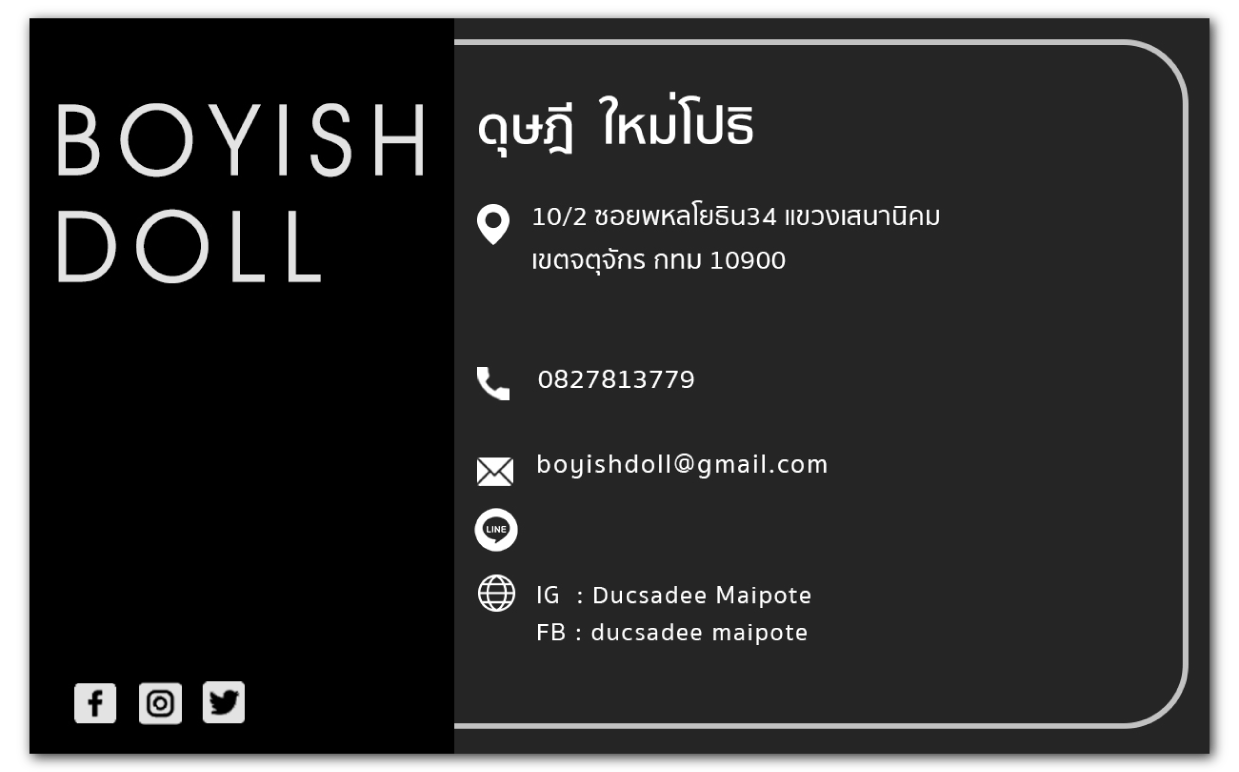 BOYISH
DOLL
ดุษฎี ใหม่โปธิ
10/2 ซอยพหลโยธิน34 แขวงเสนานิคม
เขตจตุจักร กทม 10900
0827813779
boyishdoll@gmail.com
LINE
IG : Ducsadee Maipote
FB : ducsadee maipote